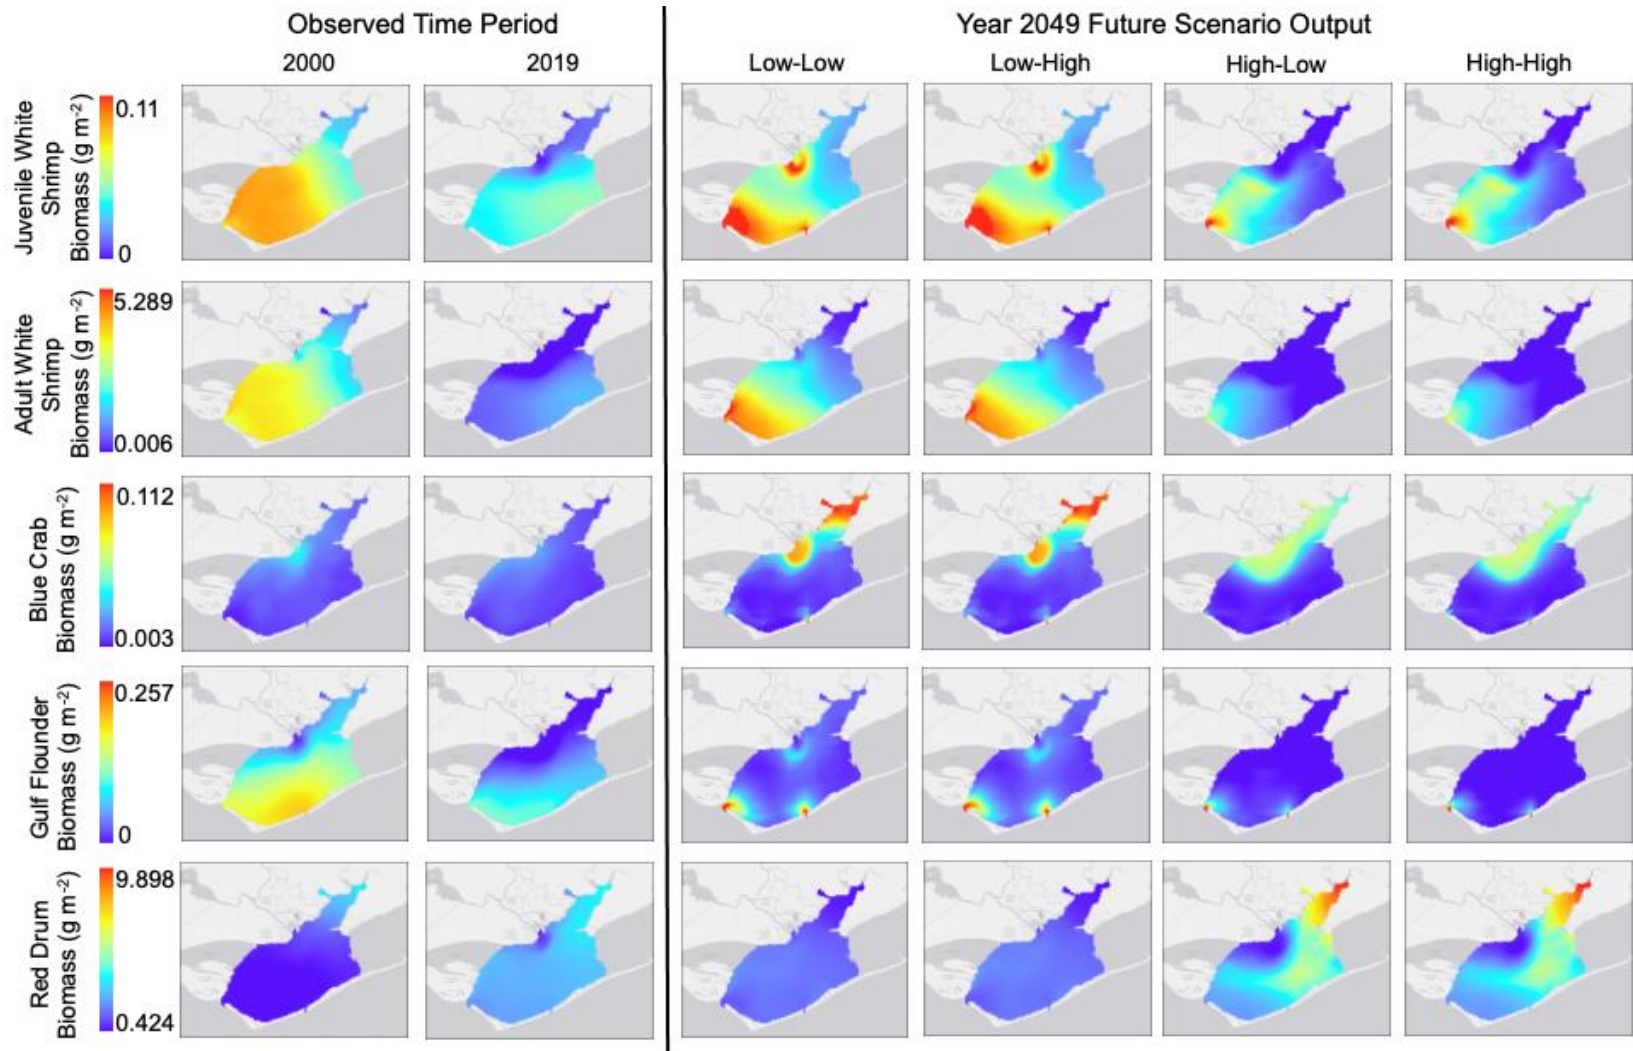 Observed Time Period
Year 2049 Future Scenario Output
2000
2019
Low-Low
Low-High
High-Low
High-High
Juvenile White
Shrimp
Biomass (g m-2)
0.11
0
Adult White
Shrimp
Biomass (g m-2)
5.289
0.006
Blue Crab
Biomass (g m-2)
0.112
0.003
Gulf Flounder
Biomass (g m-2)
0.257
0
Red Drum
Biomass (g m-2)
9.898
0.424